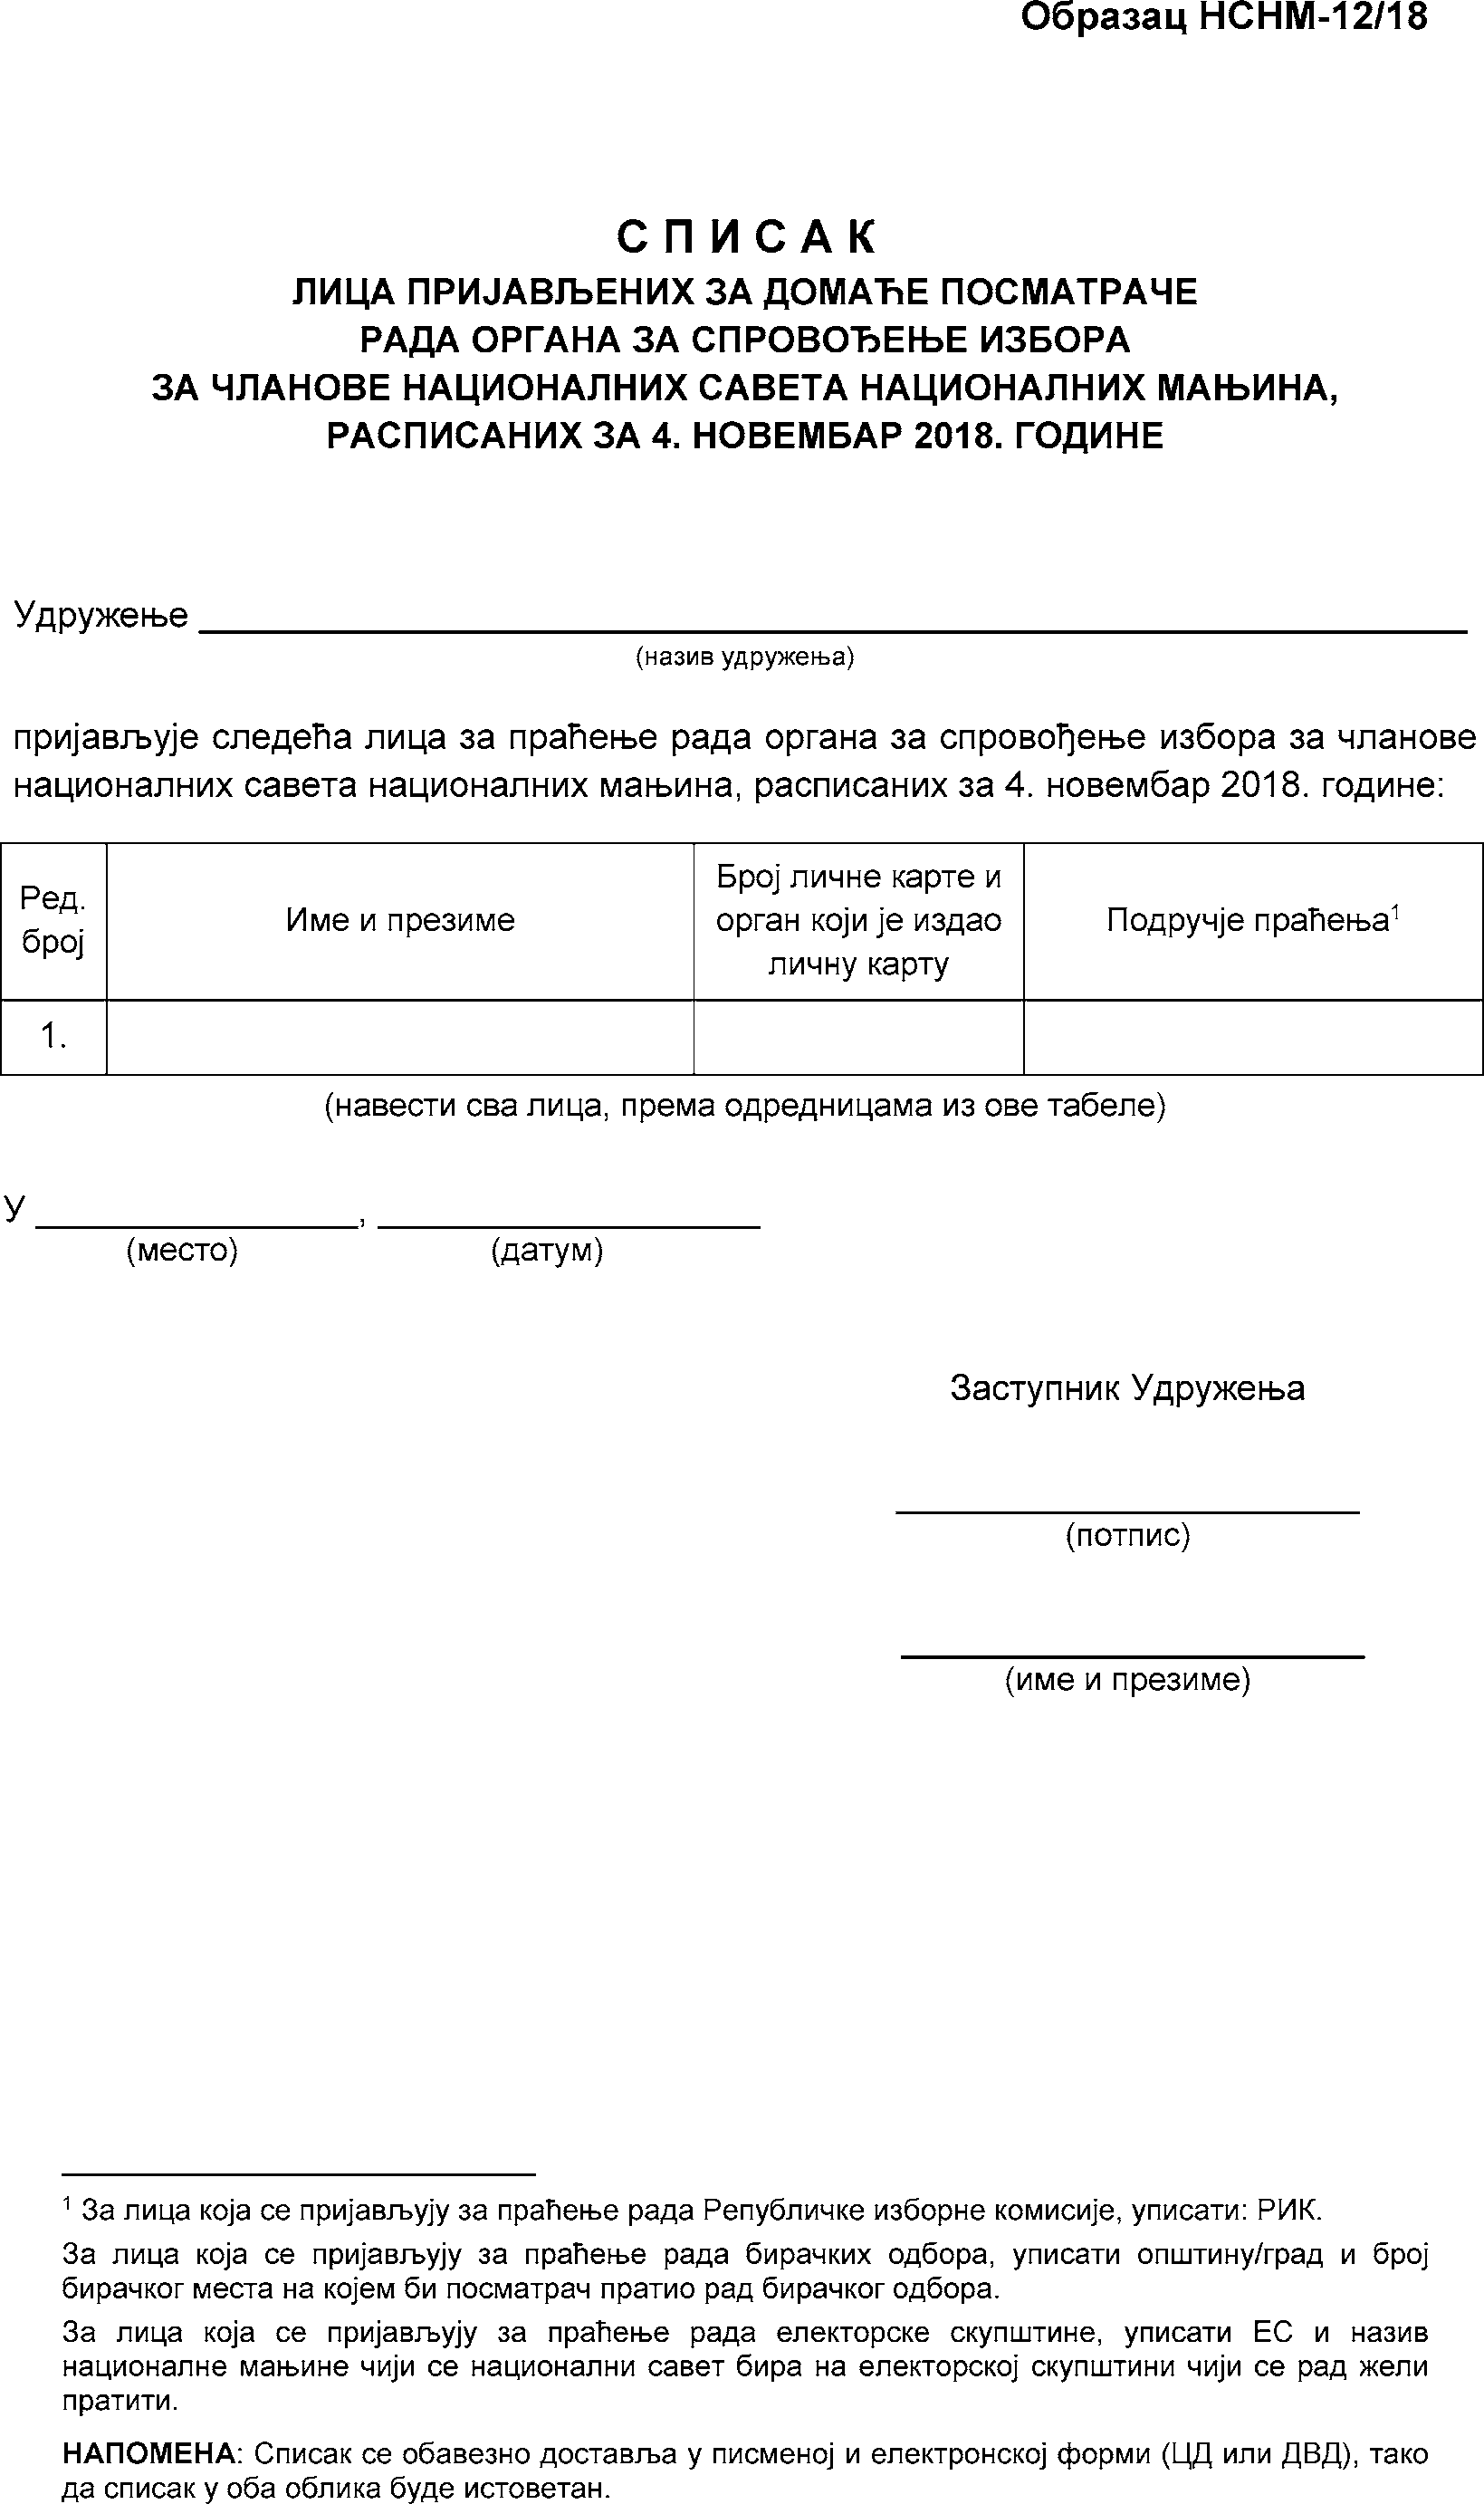 Образац НСНМ-12/18
С П И С А К
ЛИЦА ПРИЈАВЉЕНИХ ЗА ДОМАЋЕ ПОСМАТРАЧЕ
РАДА ОРГАНА ЗА СПРОВОЂЕЊЕ ИЗБОРА
ЗА ЧЛАНОВЕ НАЦИОНАЛНИХ САВЕТА НАЦИОНАЛНИХ МАЊИНА,
РАСПИСАНИХ ЗА 4. НОВЕМБАР 2018. ГОДИНЕ
Удружење
(назив удружења)
пријављује следећа лица за праћење рада органа за спровођење избора за чланове
националних савета националних мањина, расписаних за 4. новембар 2018. године:
Ред.
број
Име и презиме
Број личне карте и
орган који је издао
личну карту
Подручје праћења¹
1.
(навести сва лица, према одредницама из ове табеле)
У ____________________, ____________________
(место) (датум)
Заступник Удружења
(потпис)
(име и презиме)
¹ За лица која се пријављују за праћење рада Републичке изборне комисије, уписати: РИК.
За лица која се пријављују за праћење рада бирачких одбора, уписати општину/град и број
бирачког места на којем би посматрач пратио рад бирачког одбора.
За лица која се пријављују за праћење рада електорске скупштине, уписати ЕС и назив
националне мањине чији се национални савет бира на електорској скупштини чији се рад жели
пратити.
НАПОМЕНА: Списак се обавезно доставља у писменој и електронској форми (ЦД или ДВД), тако
да списак у оба облика буде истоветан.